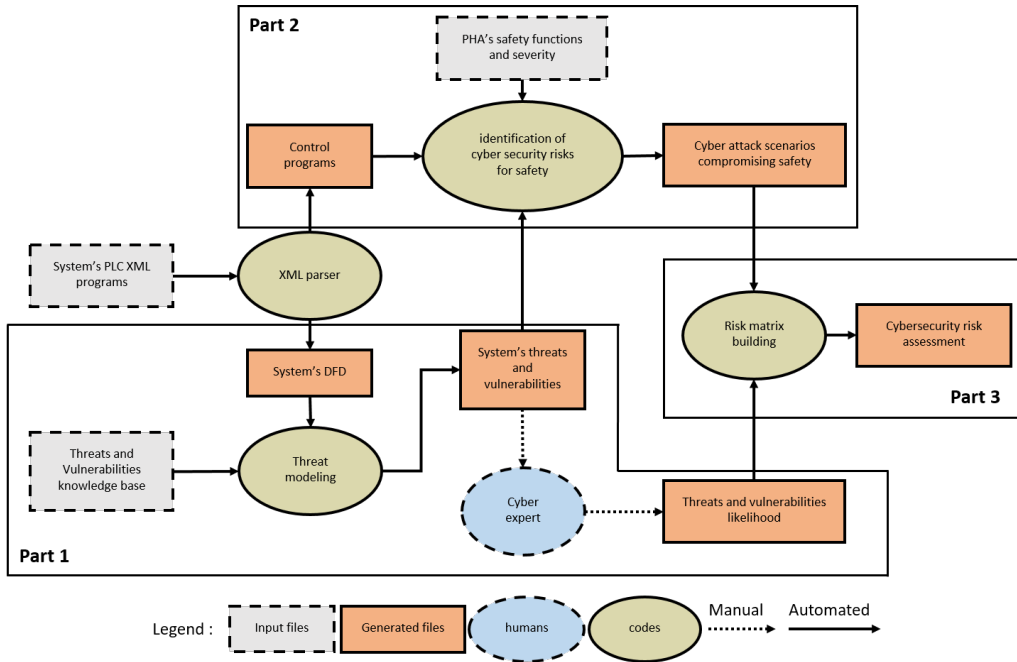 Part 2
PHA's safety functions
and severity
Control
programs
identification of
cyber security risks
for safety
Cyber attack scenarios
compromising safety
System's PLC XML
programs
XML parser
Risk matrix
building
Cybersecurity risk
assessment
Part 3
System's DFD
System's threats
and
vulnerabilities
Threats and
Vulnerabilities
knowledge base
Threat
modeling
Cyber
expert
Threats and vulnerabilities
likelihood
Part 1
Legend :
Input files
Generated files
humans
codes
Manual
Automated